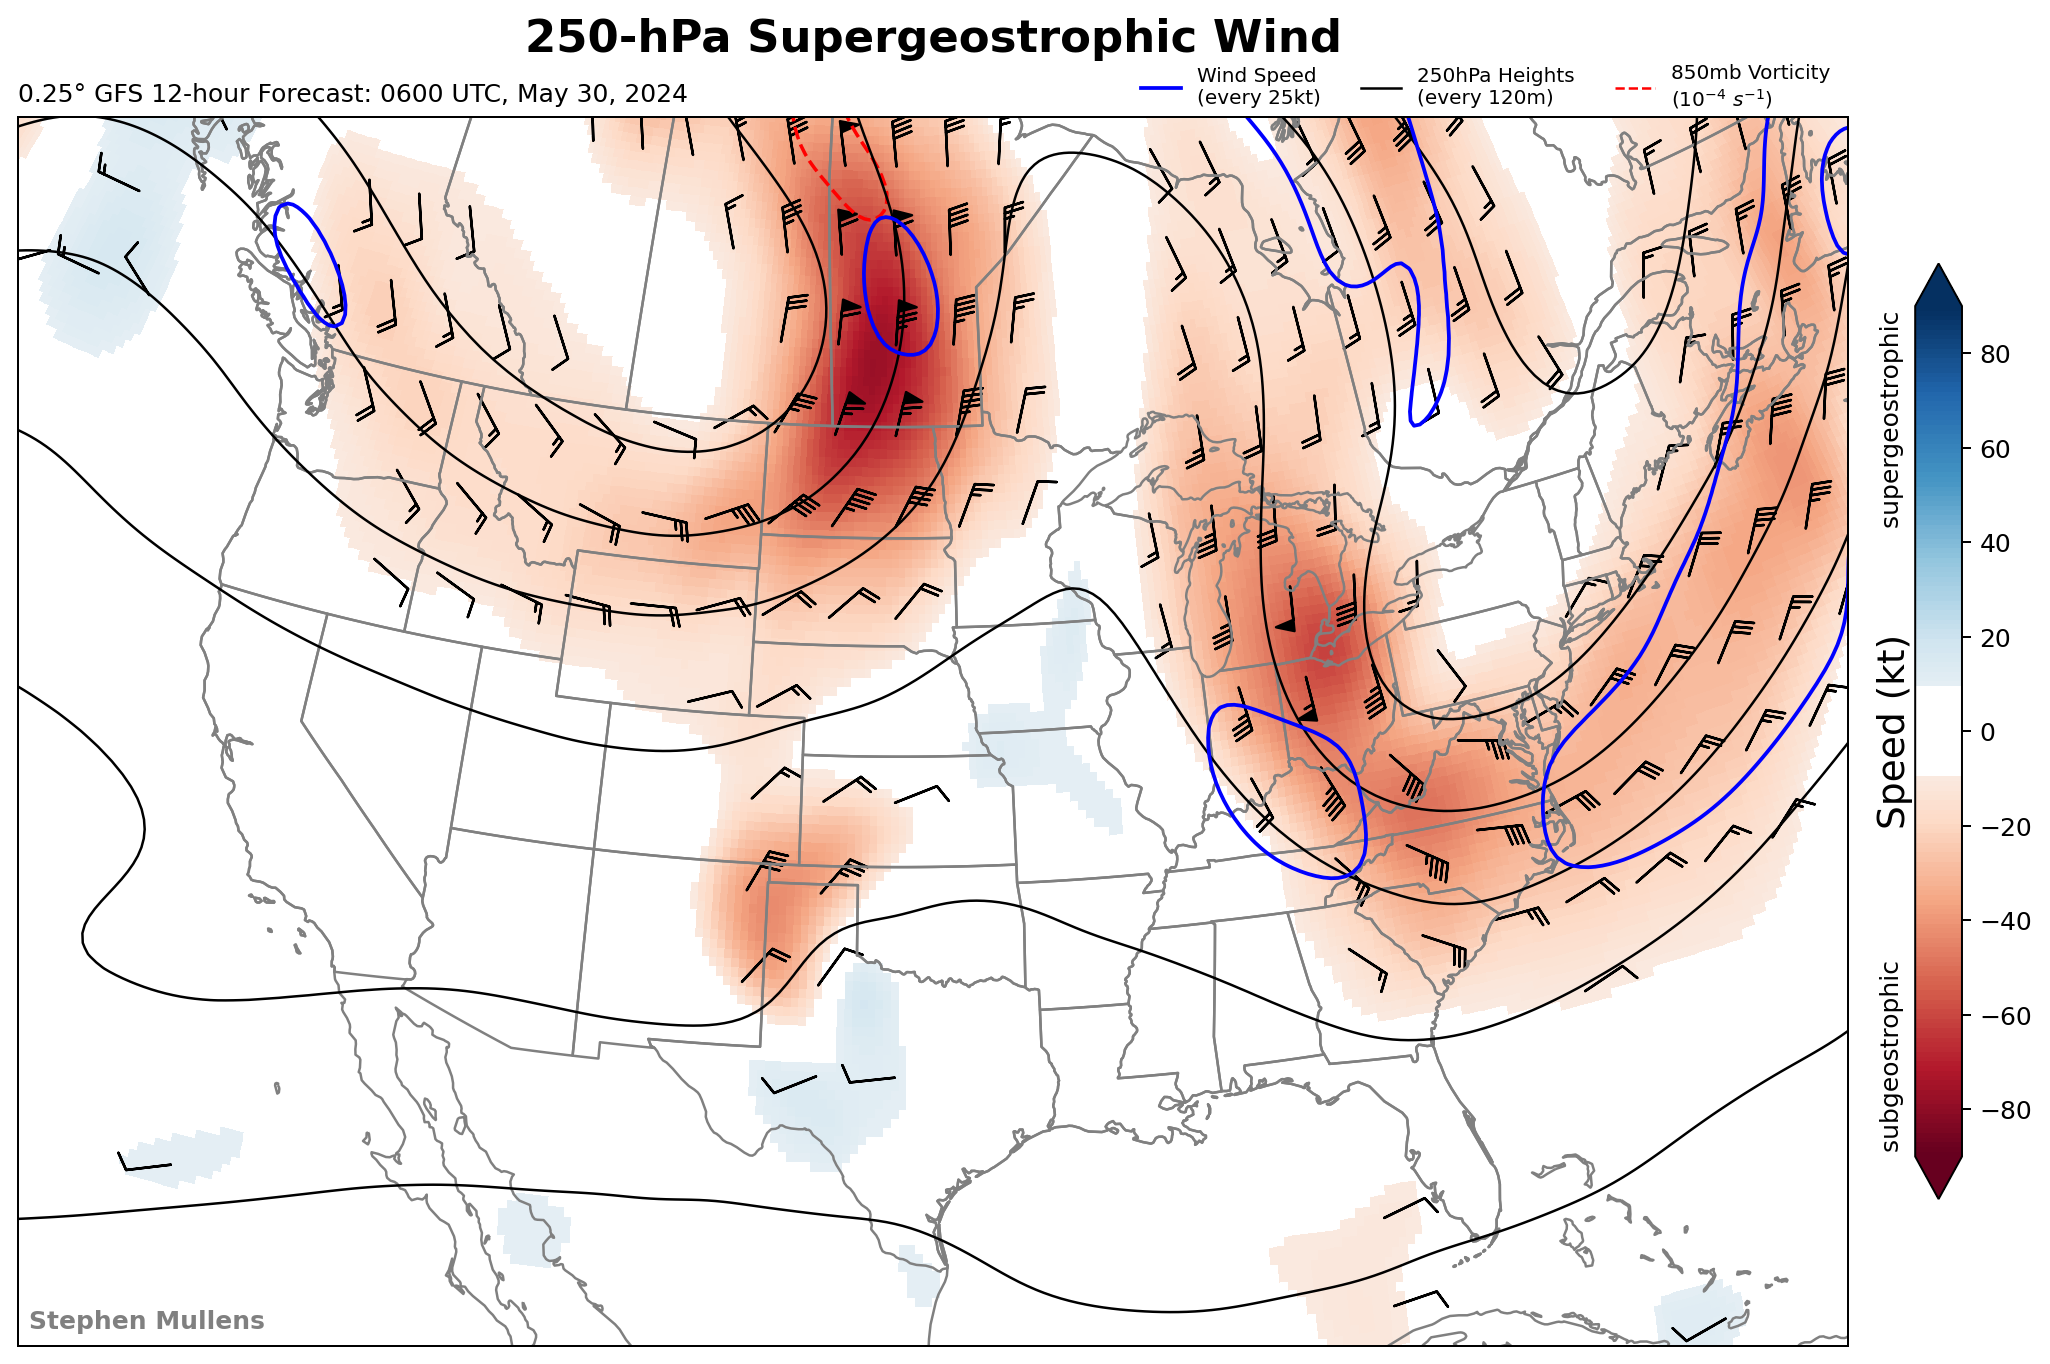 250-hPa Supergeostrophic Wind
0.25° GFS 12-hour Forecast: 0600 UTC, May 30, 2024
Wind Speed
(every 25kt)
250hPa Heights
(every 120m)
850mb Vorticity
(10⁻⁴ s⁻¹)
supergeostrophic
Speed (kt)
subgeostrophic
80
60
40
20
0
−20
−40
−60
−80
Stephen Mullens